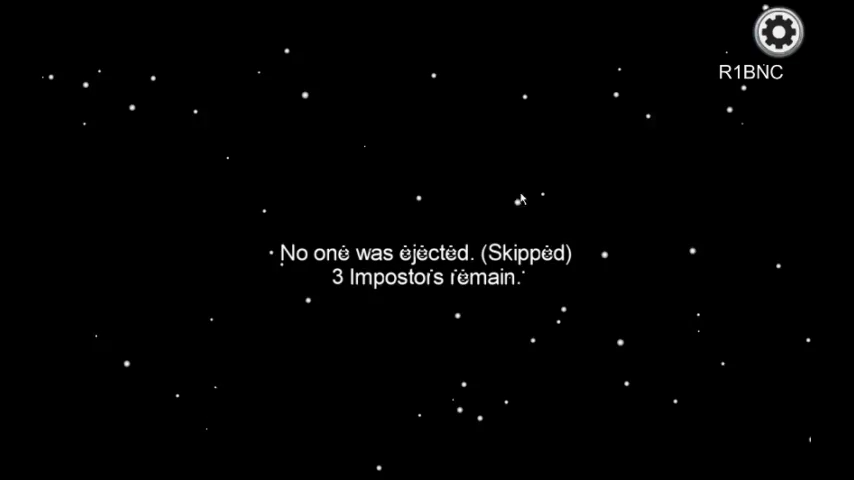 R1BNC
No one was ejected. (Skipped)
3 Impostors remain.